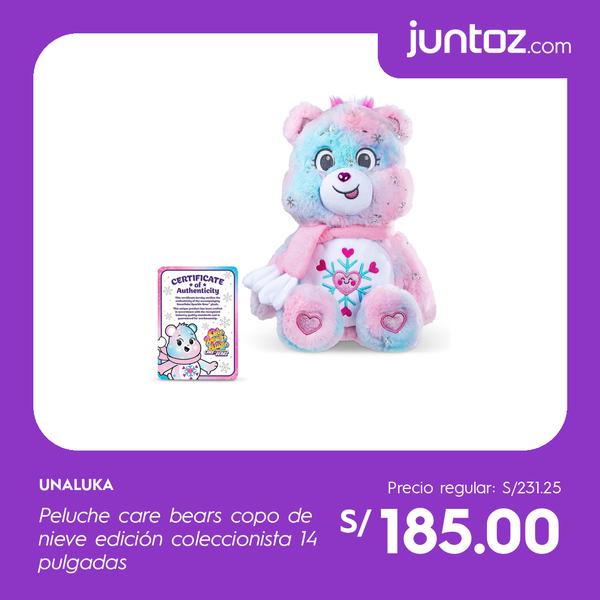 juntoz.com
CERTIFICATE
of
Authenticity
UNALUKA
Peluche care bears copo de
nieve edición coleccionista 14
pulgadas
Precio regular: S/231.25
S/185.00